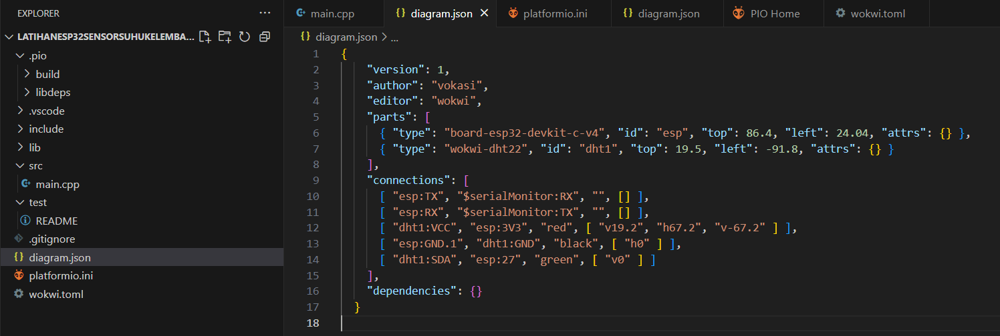 EXPLORER ...
LATIHANESP32SENSORSUHUKELEMBA...
.pio
build
libdeps
.vscode
include
lib
src
main.cpp
test
README
.gitignore
diagram.json
platformio.ini
wokwi.toml
main.cpp diagram.json platformio.ini diagram.json PIO Home wokwi.toml
diagram.json > ...
1 {
2 "version": 1,
3 "author": "vokasi",
4 "editor": "wokwi",
5 "parts": [
6 { "type": "board-esp32-devkit-c-v4", "id": "esp", "top": 86.4, "left": 24.04, "attrs": {} },
7 { "type": "wokwi-dht22", "id": "dht1", "top": 19.5, "left": -91.8, "attrs": {} }
8 ],
9 "connections": [
10 [ "esp:TX", "$serialMonitor:RX", "", [] ],
11 [ "esp:RX", "$serialMonitor:TX", "", [] ],
12 [ "dht1:VCC", "esp:3V3", "red", [ "v19.2", "h67.2", "v-67.2" ] ],
13 [ "esp:GND.1", "dht1:GND", "black", [ "h0" ] ],
14 [ "dht1:SDA", "esp:27", "green", [ "v0" ] ]
15 ],
16 "dependencies": {}
17 }
18